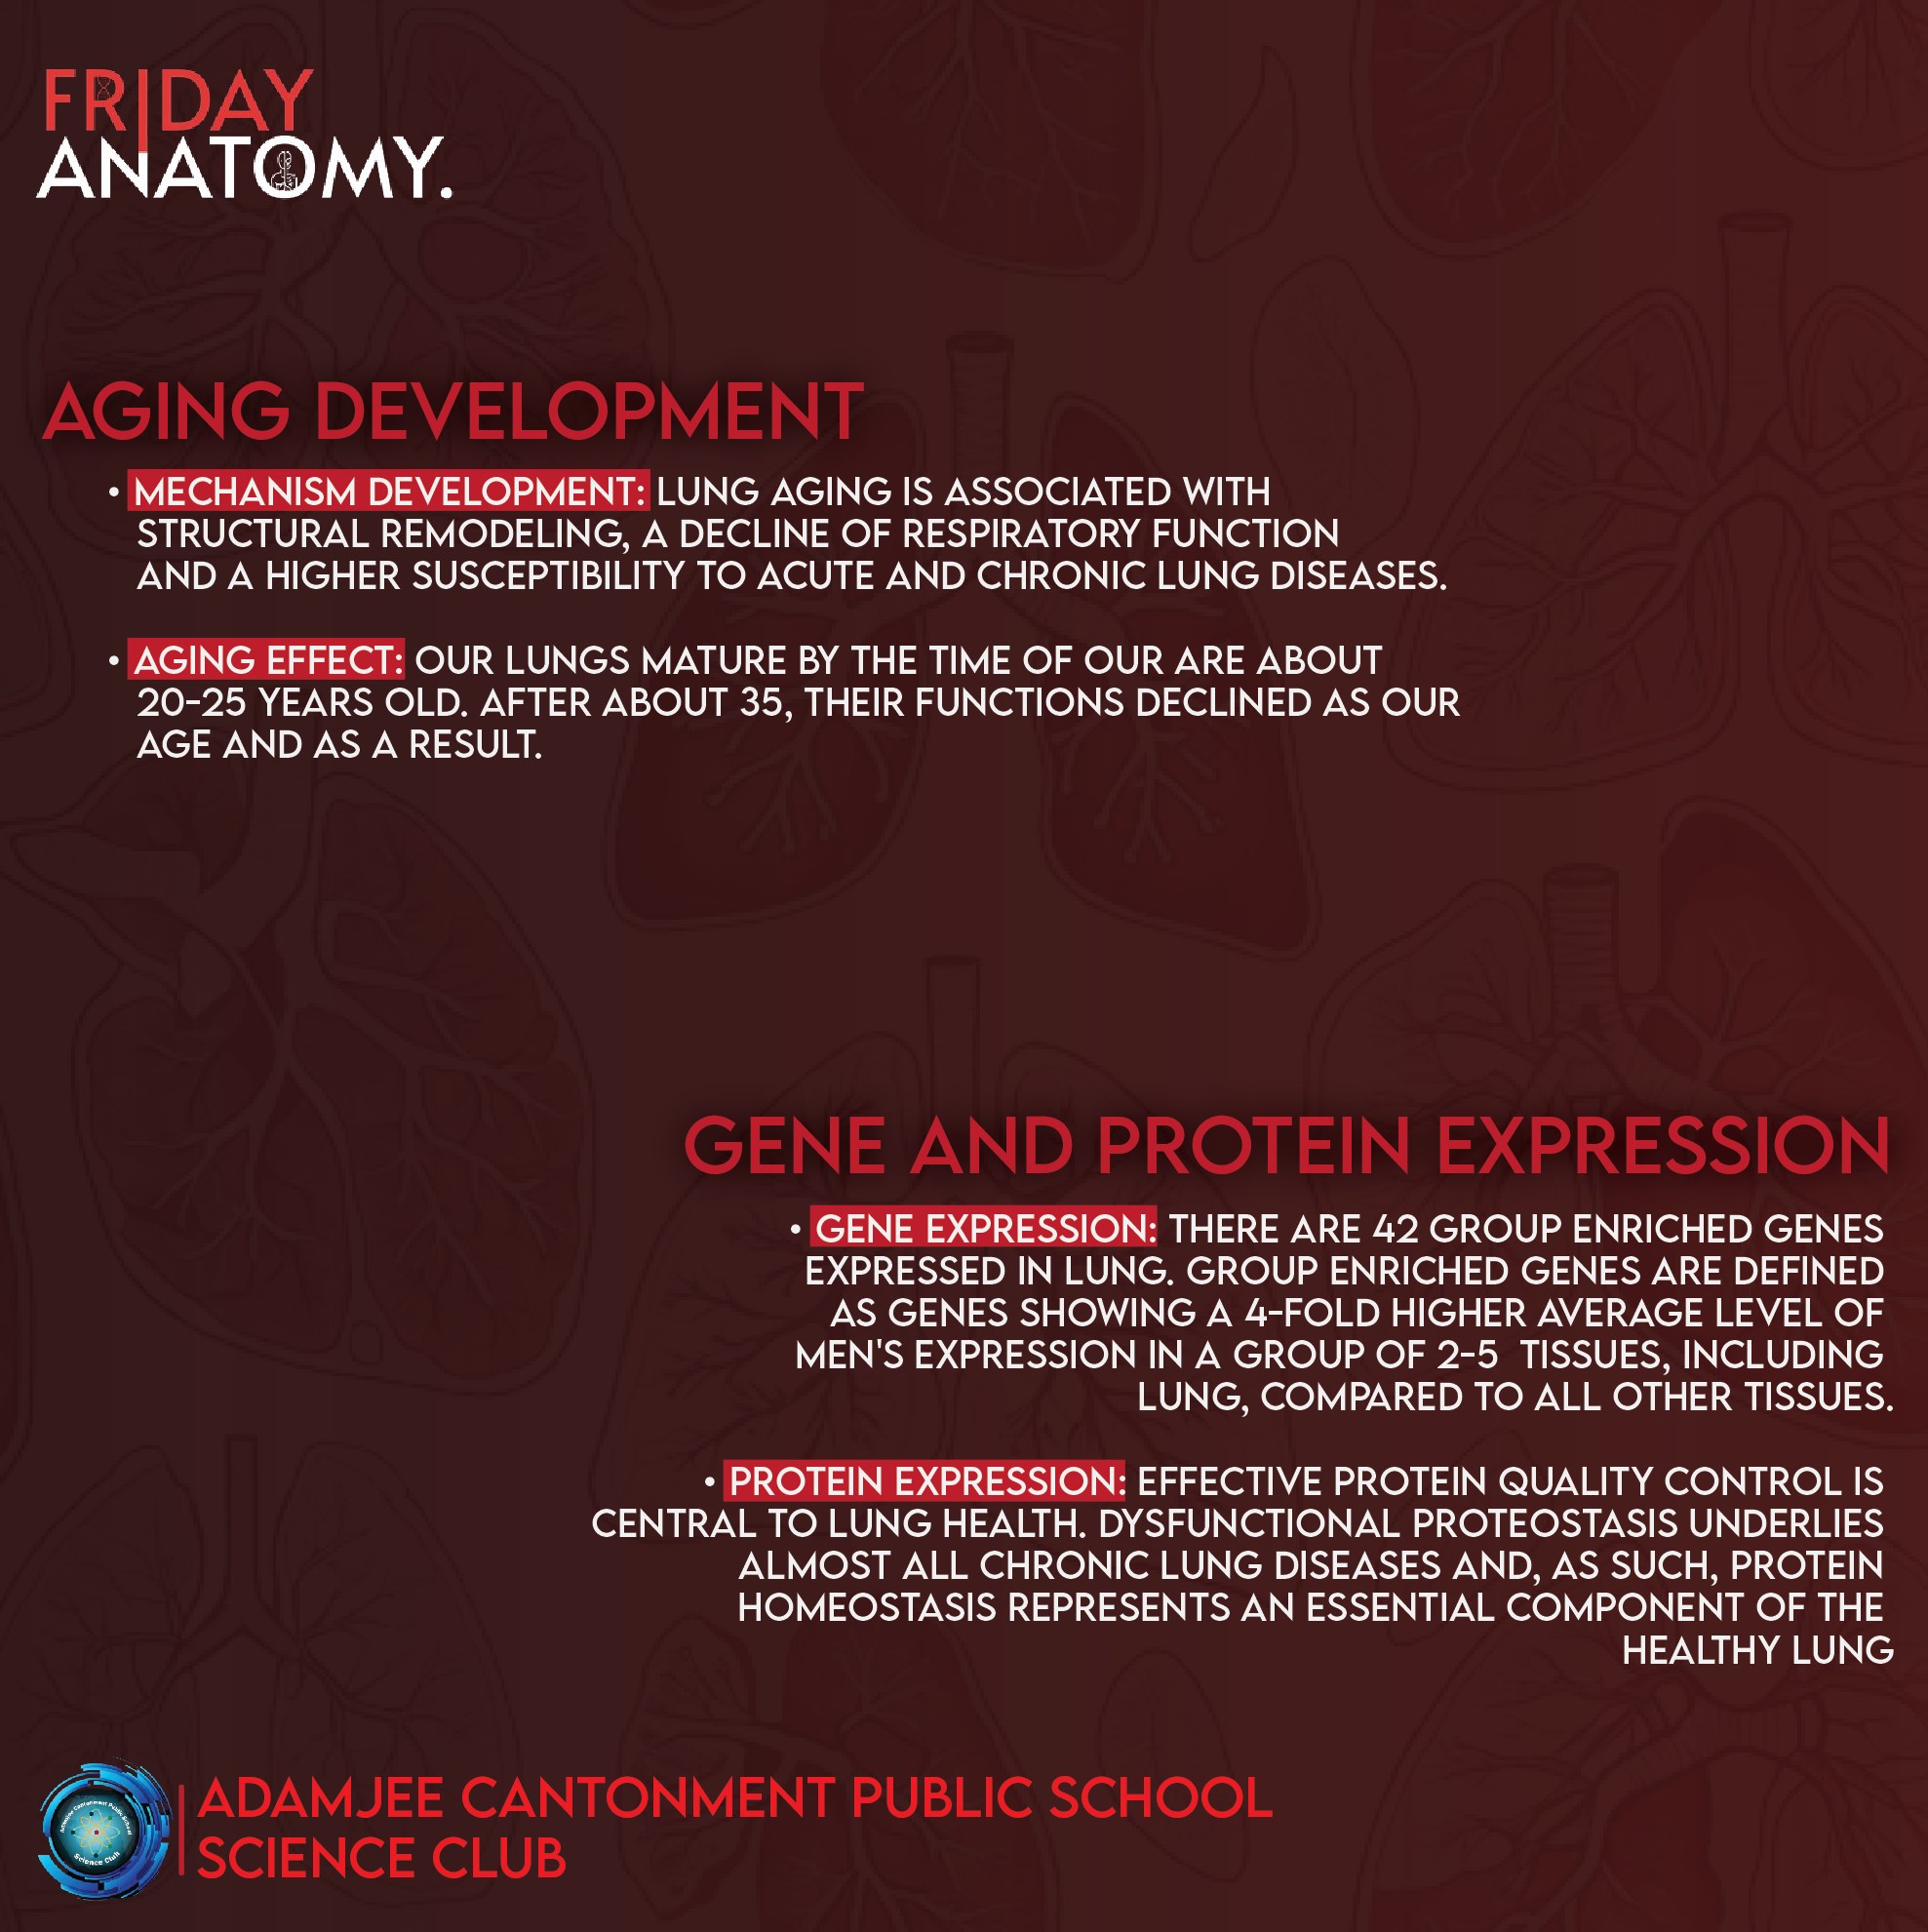 FRIDAY
ANATOMY.
AGING DEVELOPMENT
• MECHANISM DEVELOPMENT: LUNG AGING IS ASSOCIATED WITH
STRUCTURAL REMODELING, A DECLINE OF RESPIRATORY FUNCTION
AND A HIGHER SUSCEPTIBILITY TO ACUTE AND CHRONIC LUNG DISEASES.
• AGING EFFECT: OUR LUNGS MATURE BY THE TIME OF OUR ARE ABOUT
20-25 YEARS OLD. AFTER ABOUT 35, THEIR FUNCTIONS DECLINED AS OUR
AGE AND AS A RESULT.
GENE AND PROTEIN EXPRESSION
• GENE EXPRESSION: THERE ARE 42 GROUP ENRICHED GENES
EXPRESSED IN LUNG. GROUP ENRICHED GENES ARE DEFINED
AS GENES SHOWING A 4-FOLD HIGHER AVERAGE LEVEL OF
MEN'S EXPRESSION IN A GROUP OF 2-5 TISSUES, INCLUDING
LUNG, COMPARED TO ALL OTHER TISSUES.
• PROTEIN EXPRESSION: EFFECTIVE PROTEIN QUALITY CONTROL IS
CENTRAL TO LUNG HEALTH. DYSFUNCTIONAL PROTEOSTASIS UNDERLIES
ALMOST ALL CHRONIC LUNG DISEASES AND, AS SUCH, PROTEIN
HOMEOSTASIS REPRESENTS AN ESSENTIAL COMPONENT OF THE
HEALTHY LUNG
Adamjee Cantonment Public School
Science Club
ADAMJEE CANTONMENT PUBLIC SCHOOL
SCIENCE CLUB